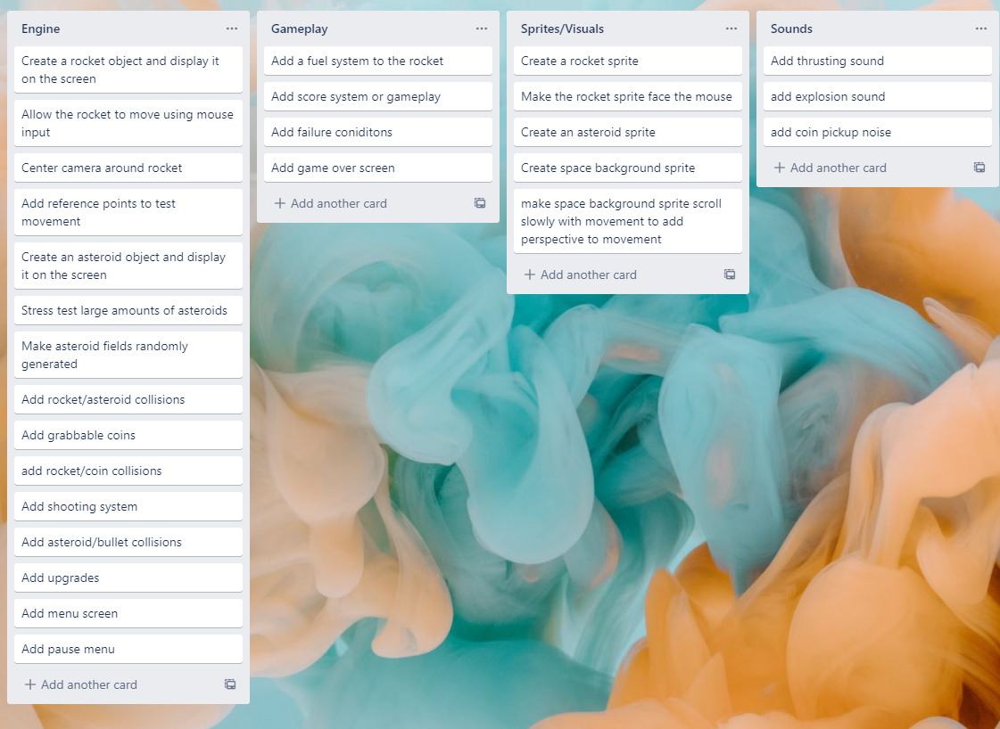 Engine
Create a rocket object and display it
on the screen
Allow the rocket to move using mouse
input
Center camera around rocket
Add reference points to test
movement
Create an asteroid object and display
it on the screen
Stress test large amounts of asteroids
Make asteroid fields randomly
generated
Add rocket/asteroid collisions
Add grabbable coins
add rocket/coin collisions
Add shooting system
Add asteroid/bullet collisions
Add upgrades
Add menu screen
Add pause menu
+ Add another card
Gameplay
Add a fuel system to the rocket
Add score system or gameplay
Add failure coniditons
Add game over screen
+ Add another card
Sprites/Visuals
Create a rocket sprite
Make the rocket sprite face the mouse
Create an asteroid sprite
Create space background sprite
make space background sprite scroll
slowly with movement to add
perspective to movement
+ Add another card
Sounds
Add thrusting sound
add explosion sound
add coin pickup noise
+ Add another card